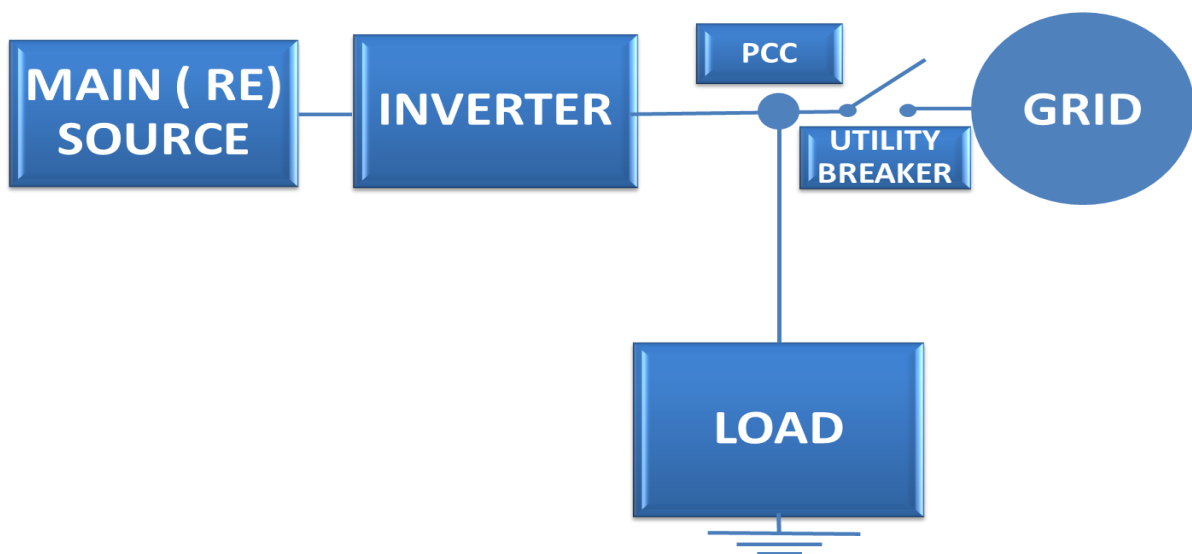 MAIN ( RE)
SOURCE
INVERTER
PCC
UTILITY
BREAKER
GRID
LOAD